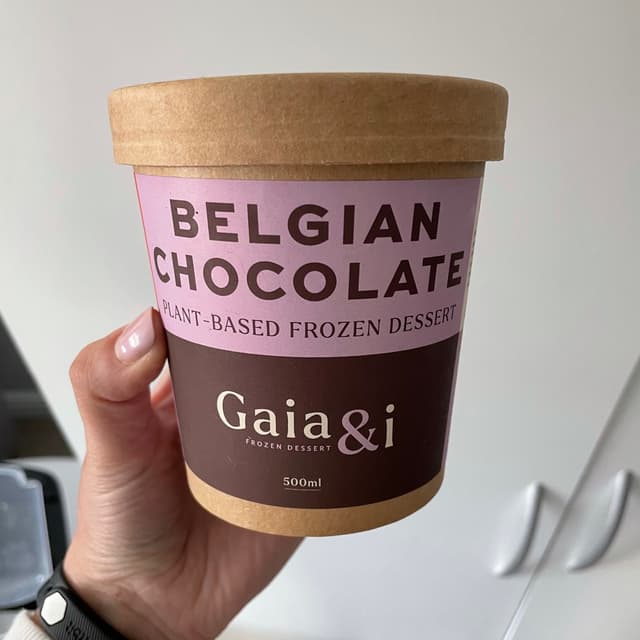 BELGIAN
CHOCOLATE
PLANT-BASED FROZEN DESSERT
Gaia&i
FROZEN DESSERT
500ml